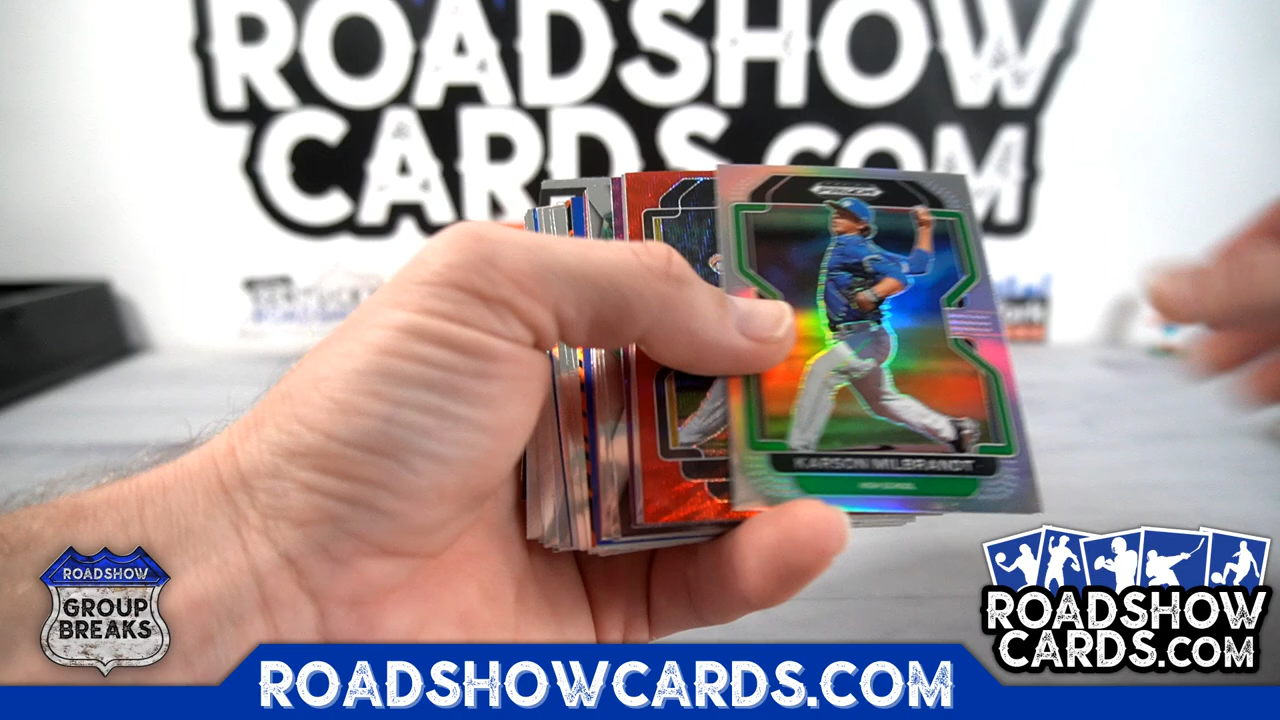 ROADSHOW
CARDS.COM
PRIZM
KARSON MILBRANDT
HIGH SCHOOL
ROADSHOW
GROUP
BREAKS
ROADSHOWCARDS.COM
ROADSHOW
CARDS.COM